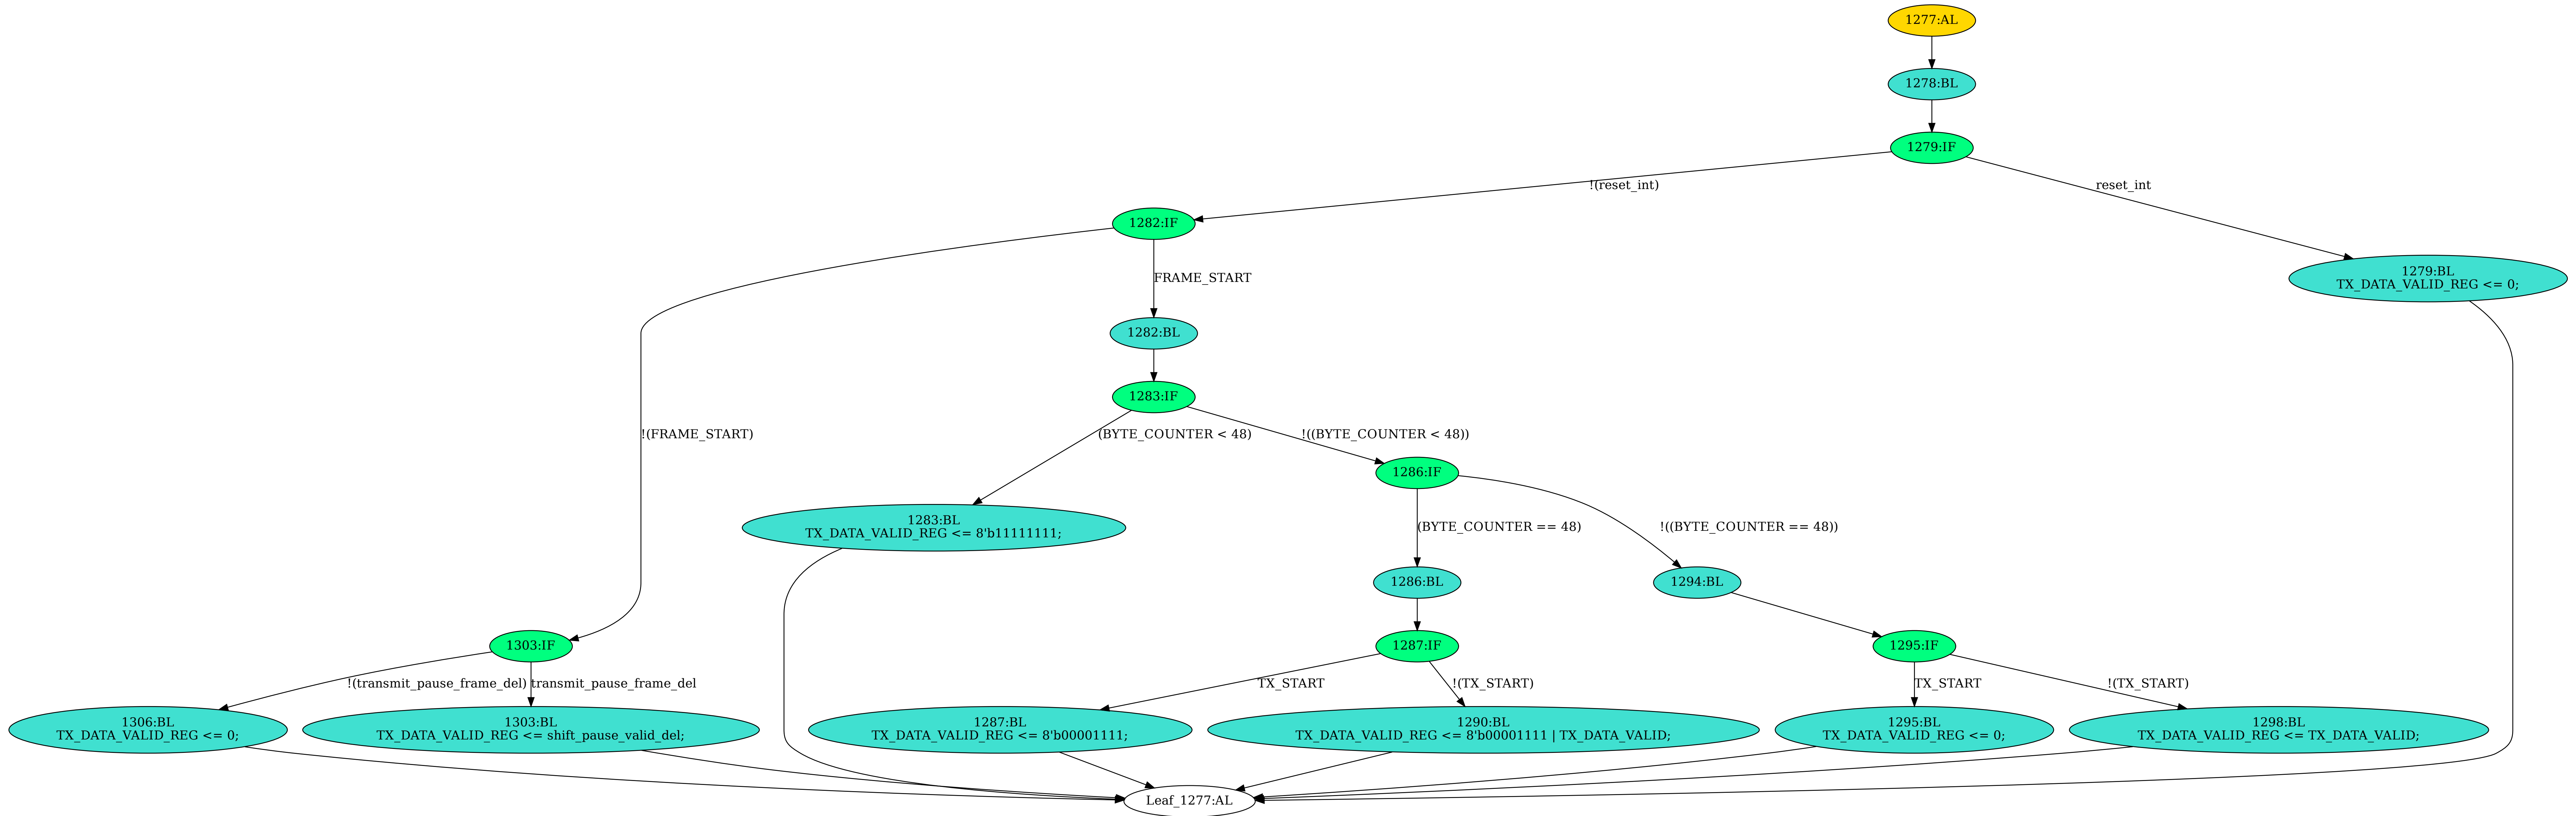 1277:AL
1278:BL
1279:IF
!(reset_int)
reset_int
1282:IF
1279:BL
TX_DATA_VALID_REG <= 0;
FRAME_START
1282:BL
1283:IF
!(FRAME_START)
(BYTE_COUNTER < 48)
!((BYTE_COUNTER < 48))
1286:IF
1283:BL
TX_DATA_VALID_REG <= 8'b11111111;
(BYTE_COUNTER == 48)
!((BYTE_COUNTER == 48))
1286:BL
1294:BL
1303:IF
1287:IF
1295:IF
!(transmit_pause_frame_del)
transmit_pause_frame_del
TX_START
!(TX_START)
TX_START
!(TX_START)
1306:BL
TX_DATA_VALID_REG <= 0;
1303:BL
TX_DATA_VALID_REG <= shift_pause_valid_del;
1287:BL
TX_DATA_VALID_REG <= 8'b00001111;
1290:BL
TX_DATA_VALID_REG <= 8'b00001111 | TX_DATA_VALID;
1295:BL
TX_DATA_VALID_REG <= 0;
1298:BL
TX_DATA_VALID_REG <= TX_DATA_VALID;
Leaf_1277:AL